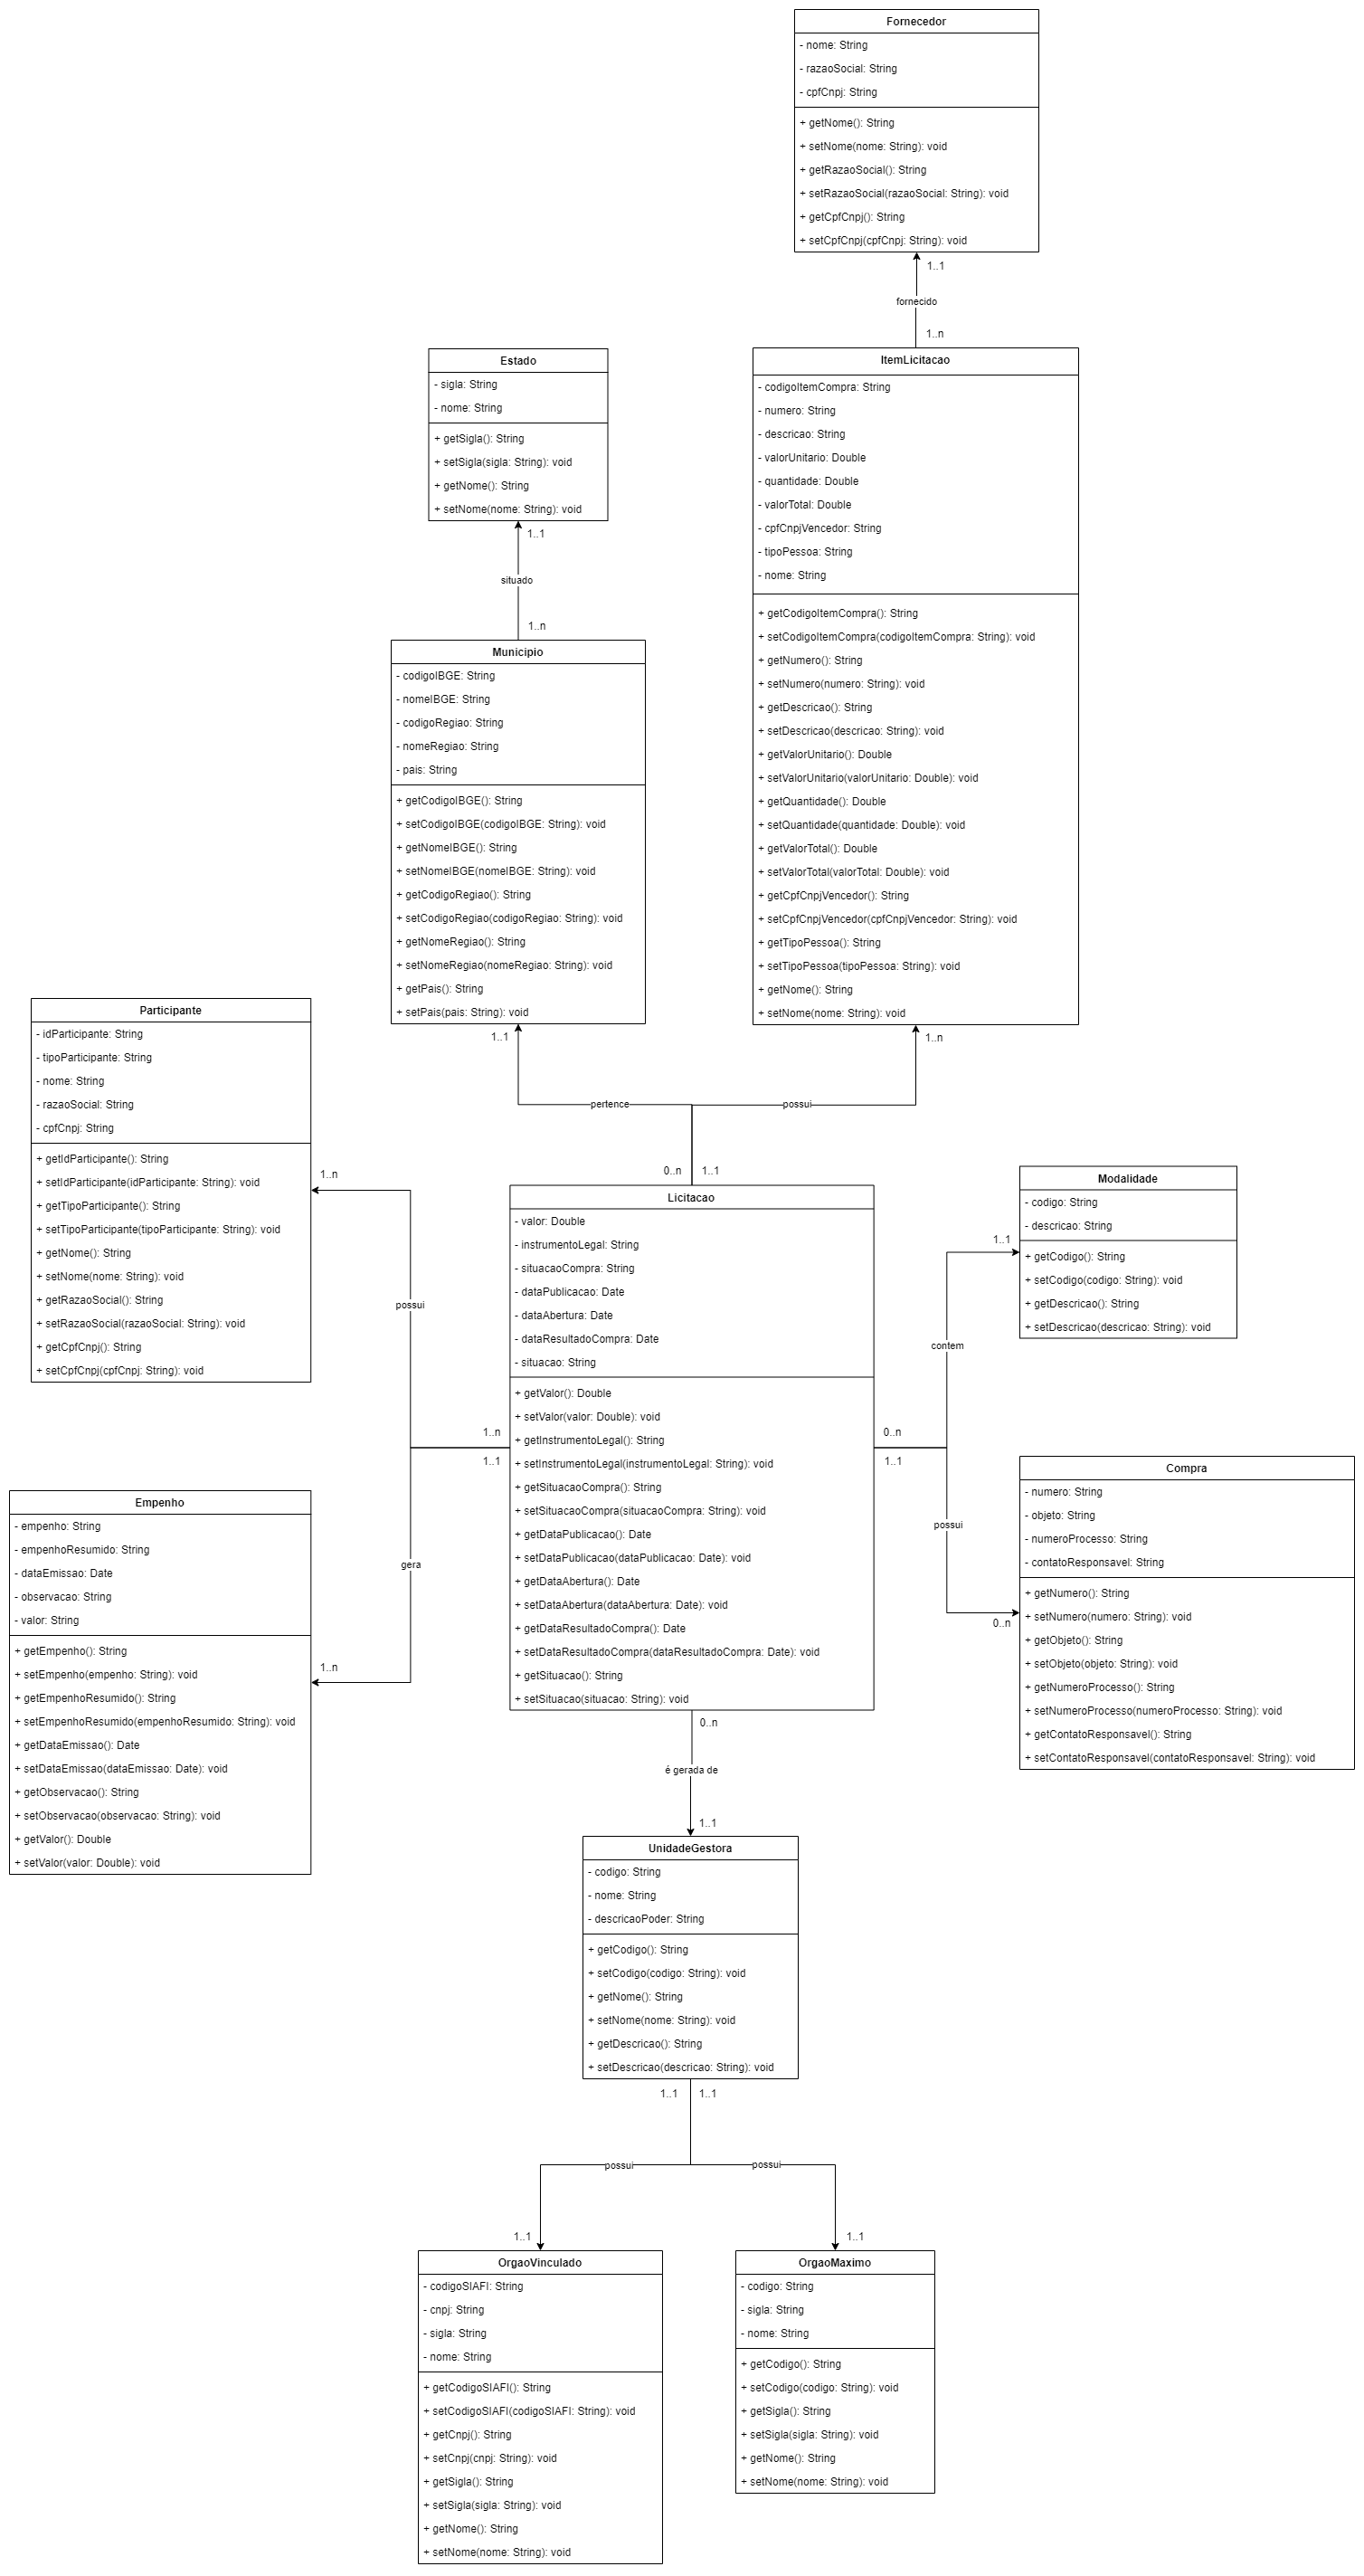 Fornecedor
- nome: String
- razaoSocial: String
- cpfCnpj: String
+ getNome(): String
+ setNome(nome: String): void
+ getRazaoSocial(): String
+ setRazaoSocial(razaoSocial: String): void
+ getCpfCnpj(): String
+ setCpfCnpj(cpfCnpj: String): void
1..1
fornecido
1..n
Estado
- sigla: String
- nome: String
+ getSigla(): String
+ setSigla(sigla: String): void
+ getNome(): String
+ setNome(nome: String): void
1..1
situado
1..n
ItemLicitacao
- codigoItemCompra: String
- numero: String
- descricao: String
- valorUnitario: Double
- quantidade: Double
- valorTotal: Double
- cpfCnpjVencedor: String
- tipoPessoa: String
- nome: String
+ getCodigoItemCompra(): String
+ setCodigoItemCompra(codigoItemCompra: String): void
+ getNumero(): String
+ setNumero(numero: String): void
+ getDescricao(): String
+ setDescricao(descricao: String): void
+ getValorUnitario(): Double
+ setValorUnitario(valorUnitario: Double): void
+ getQuantidade(): Double
+ setQuantidade(quantidade: Double): void
+ getValorTotal(): Double
+ setValorTotal(valorTotal: Double): void
+ getCpfCnpjVencedor(): String
+ setCpfCnpjVencedor(cpfCnpjVencedor: String): void
+ getTipoPessoa(): String
+ setTipoPessoa(tipoPessoa: String): void
+ getNome(): String
+ setNome(nome: String): void
1..n
Municipio
- codigoIBGE: String
- nomeIBGE: String
- codigoRegiao: String
- nomeRegiao: String
- pais: String
+ getCodigoIBGE(): String
+ setCodigoIBGE(codigoIBGE: String): void
+ getNomeIBGE(): String
+ setNomeIBGE(nomeIBGE: String): void
+ getCodigoRegiao(): String
+ setCodigoRegiao(codigoRegiao: String): void
+ getNomeRegiao(): String
+ setNomeRegiao(nomeRegiao: String): void
+ getPais(): String
+ setPais(pais: String): void
1..1
pertence
possui
0..n
1..1
Participante
- idParticipante: String
- tipoParticipante: String
- nome: String
- razaoSocial: String
- cpfCnpj: String
+ getIdParticipante(): String
+ setIdParticipante(idParticipante: String): void
+ getTipoParticipante(): String
+ setTipoParticipante(tipoParticipante: String): void
+ getNome(): String
+ setNome(nome: String): void
+ getRazaoSocial(): String
+ setRazaoSocial(razaoSocial: String): void
+ getCpfCnpj(): String
+ setCpfCnpj(cpfCnpj: String): void
1..n
possui
1..n
1..1
gera
1..n
Licitacao
- valor: Double
- instrumentoLegal: String
- situacaoCompra: String
- dataPublicacao: Date
- dataAbertura: Date
- dataResultadoCompra: Date
- situacao: String
+ getValor(): Double
+ setValor(valor: Double): void
+ getInstrumentoLegal(): String
+ setInstrumentoLegal(instrumentoLegal: String): void
+ getSituacaoCompra(): String
+ setSituacaoCompra(situacaoCompra: String): void
+ getDataPublicacao(): Date
+ setDataPublicacao(dataPublicacao: Date): void
+ getDataAbertura(): Date
+ setDataAbertura(dataAbertura: Date): void
+ getDataResultadoCompra(): Date
+ setDataResultadoCompra(dataResultadoCompra: Date): void
+ getSituacao(): String
+ setSituacao(situacao: String): void
Modalidade
- codigo: String
- descricao: String
+ getCodigo(): String
+ setCodigo(codigo: String): void
+ getDescricao(): String
+ setDescricao(descricao: String): void
1..1
contem
0..n
1..1
possui
0..n
Compra
- numero: String
- objeto: String
- numeroProcesso: String
- contatoResponsavel: String
+ getNumero(): String
+ setNumero(numero: String): void
+ getObjeto(): String
+ setObjeto(objeto: String): void
+ getNumeroProcesso(): String
+ setNumeroProcesso(numeroProcesso: String): void
+ getContatoResponsavel(): String
+ setContatoResponsavel(contatoResponsavel: String): void
Empenho
- empenho: String
- empenhoResumido: String
- dataEmissao: Date
- observacao: String
- valor: String
+ getEmpenho(): String
+ setEmpenho(empenho: String): void
+ getEmpenhoResumido(): String
+ setEmpenhoResumido(empenhoResumido: String): void
+ getDataEmissao(): Date
+ setDataEmissao(dataEmissao: Date): void
+ getObservacao(): String
+ setObservacao(observacao: String): void
+ getValor(): Double
+ setValor(valor: Double): void
0..n
é gerada de
1..1
UnidadeGestora
- codigo: String
- nome: String
- descricaoPoder: String
+ getCodigo(): String
+ setCodigo(codigo: String): void
+ getNome(): String
+ setNome(nome: String): void
+ getDescricao(): String
+ setDescricao(descricao: String): void
1..1
1..1
possui
possui
1..1
1..1
OrgaoVinculado
- codigoSIAFI: String
- cnpj: String
- sigla: String
- nome: String
+ getCodigoSIAFI(): String
+ setCodigoSIAFI(codigoSIAFI: String): void
+ getCnpj(): String
+ setCnpj(cnpj: String): void
+ getSigla(): String
+ setSigla(sigla: String): void
+ getNome(): String
+ setNome(nome: String): void
OrgaoMaximo
- codigo: String
- sigla: String
- nome: String
+ getCodigo(): String
+ setCodigo(codigo: String): void
+ getSigla(): String
+ setSigla(sigla: String): void
+ getNome(): String
+ setNome(nome: String): void